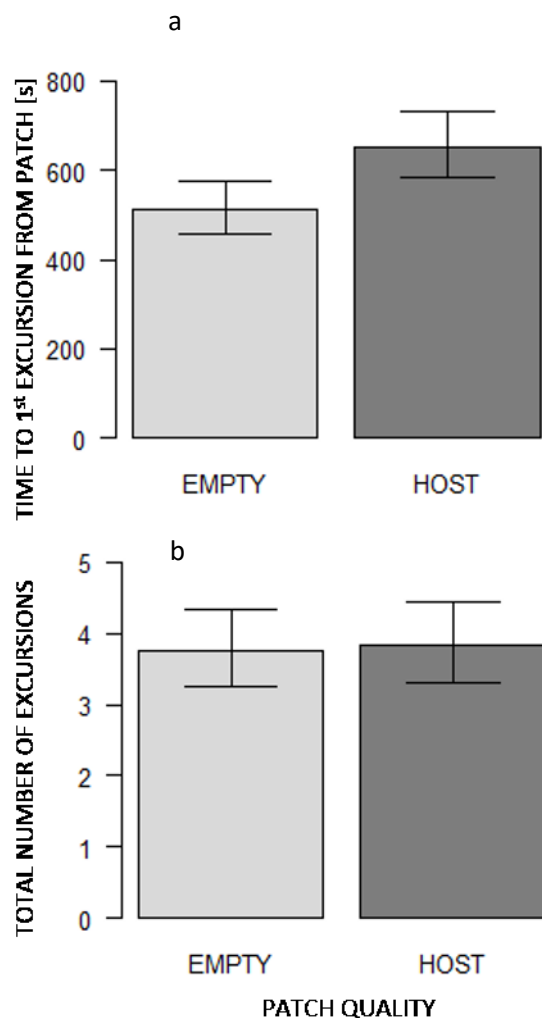 a
TIME TO 1st EXCURSION FROM PATCH [s]
800
600
400
200
0
EMPTY HOST
b
TOTAL NUMBER OF EXCURSIONS
5
4
3
2
1
0
EMPTY HOST
PATCH QUALITY